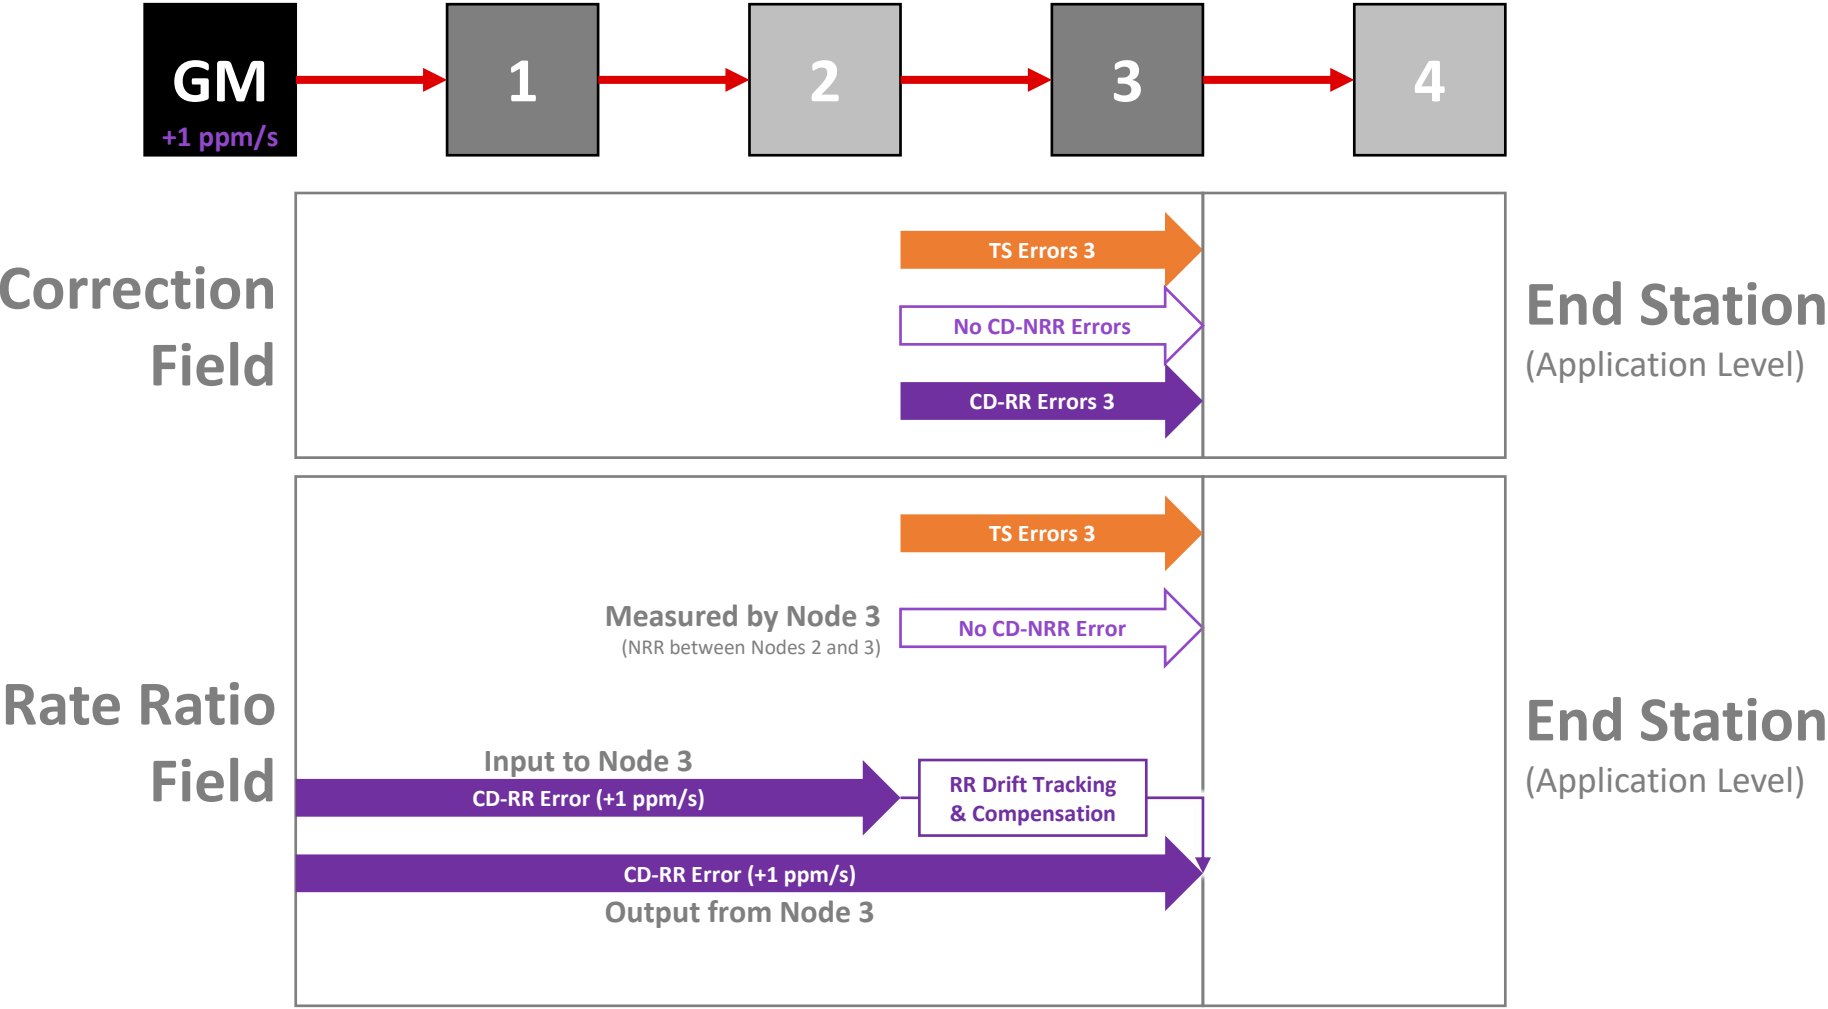 GM
+1 ppm/s
1
2
3
4
Correction
Field
TS Errors 3
No CD-NRR Errors
CD-RR Errors 3
End Station
(Application Level)
Rate Ratio
Field
TS Errors 3
Measured by Node 3
(NRR between Nodes 2 and 3)
No CD-NRR Error
Input to Node 3
CD-RR Error (+1 ppm/s)
RR Drift Tracking
& Compensation
CD-RR Error (+1 ppm/s)
Output from Node 3
End Station
(Application Level)